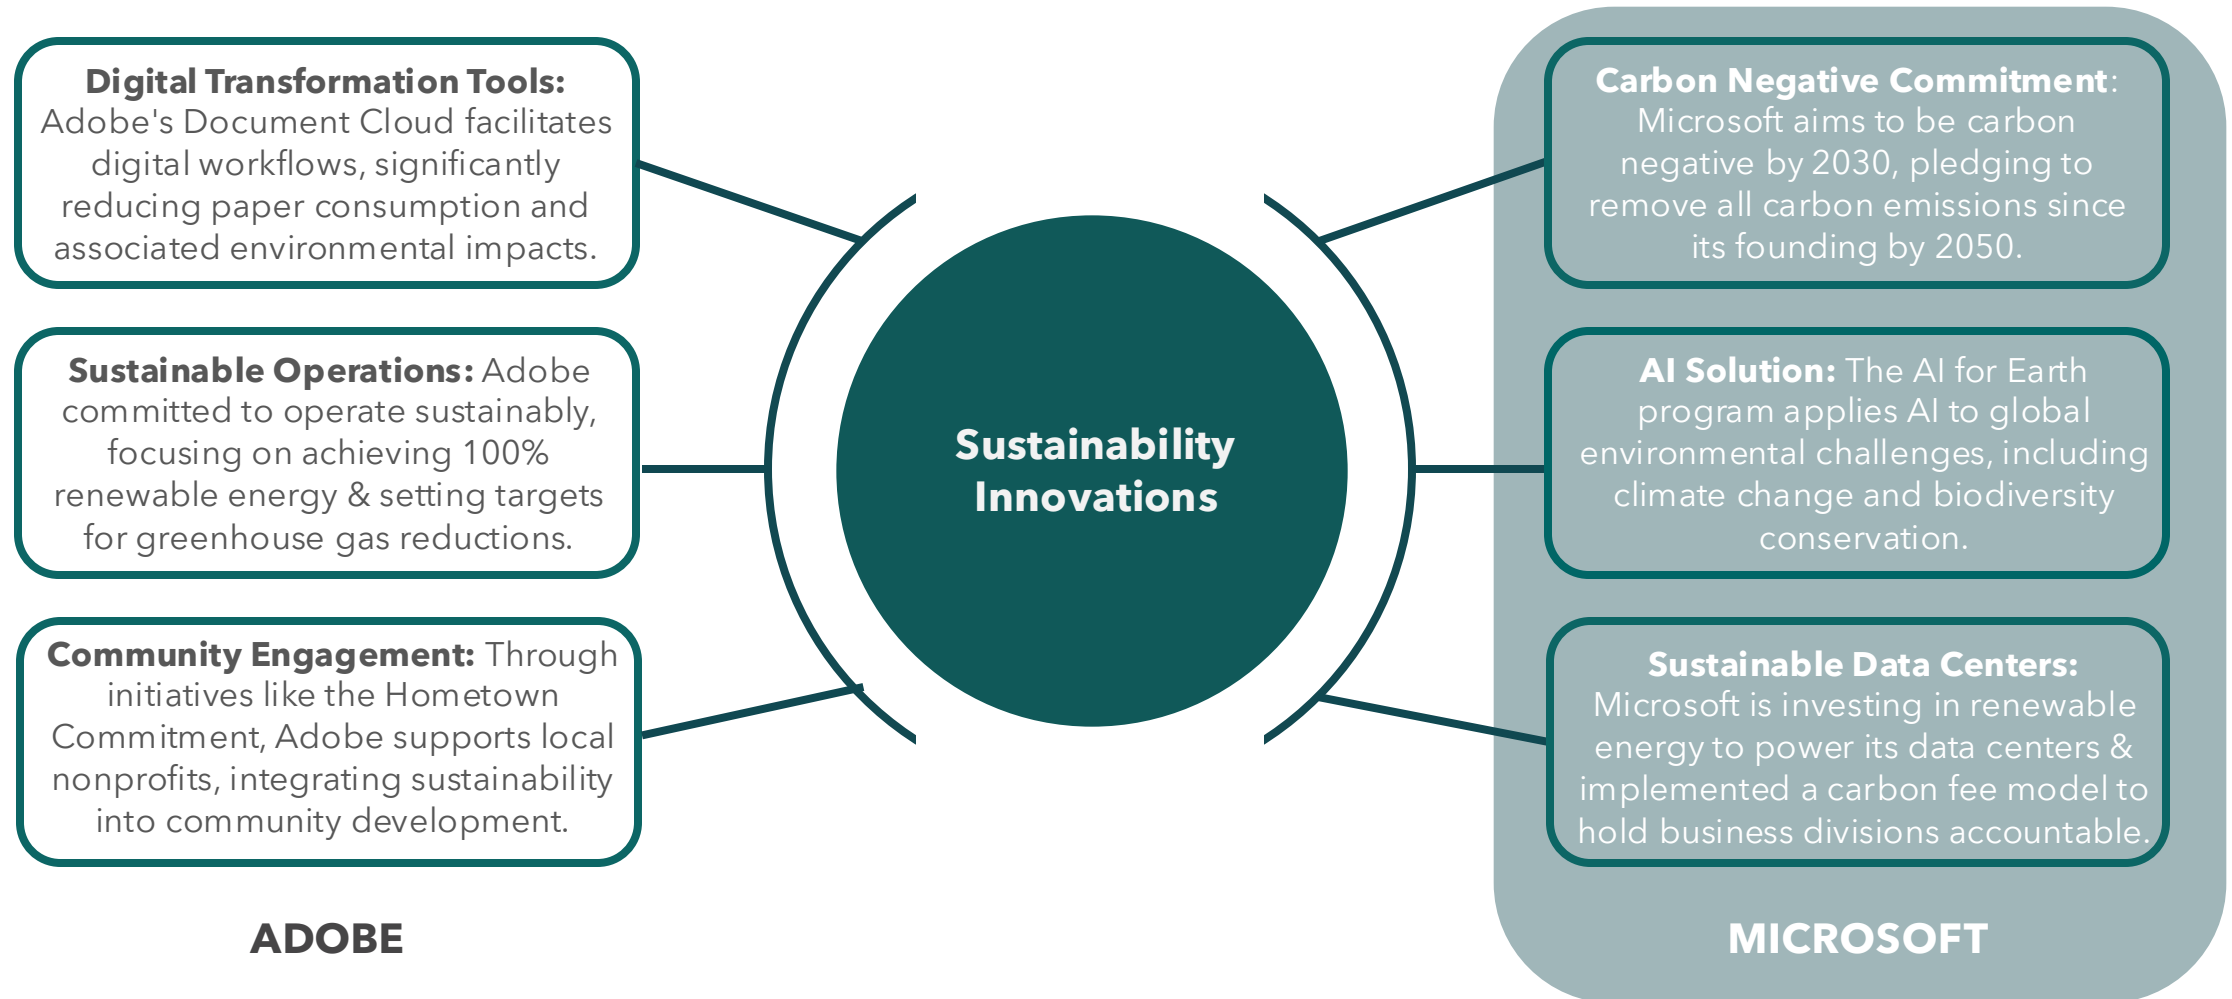 Digital Transformation Tools:
Adobe's Document Cloud facilitates
digital workflows, significantly
reducing paper consumption and
associated environmental impacts.
Sustainable Operations: Adobe
committed to operate sustainably,
focusing on achieving 100%
renewable energy & setting targets
for greenhouse gas reductions.
Community Engagement: Through
initiatives like the Hometown
Commitment, Adobe supports local
nonprofits, integrating sustainability
into community development.
ADOBE
Sustainability
Innovations
Carbon Negative Commitment:
Microsoft aims to be carbon
negative by 2030, pledging to
remove all carbon emissions since
its founding by 2050.
AI Solution: The AI for Earth
program applies AI to global
environmental challenges, including
climate change and biodiversity
conservation.
Sustainable Data Centers:
Microsoft is investing in renewable
energy to power its data centers &
implemented a carbon fee model to
hold business divisions accountable.
MICROSOFT